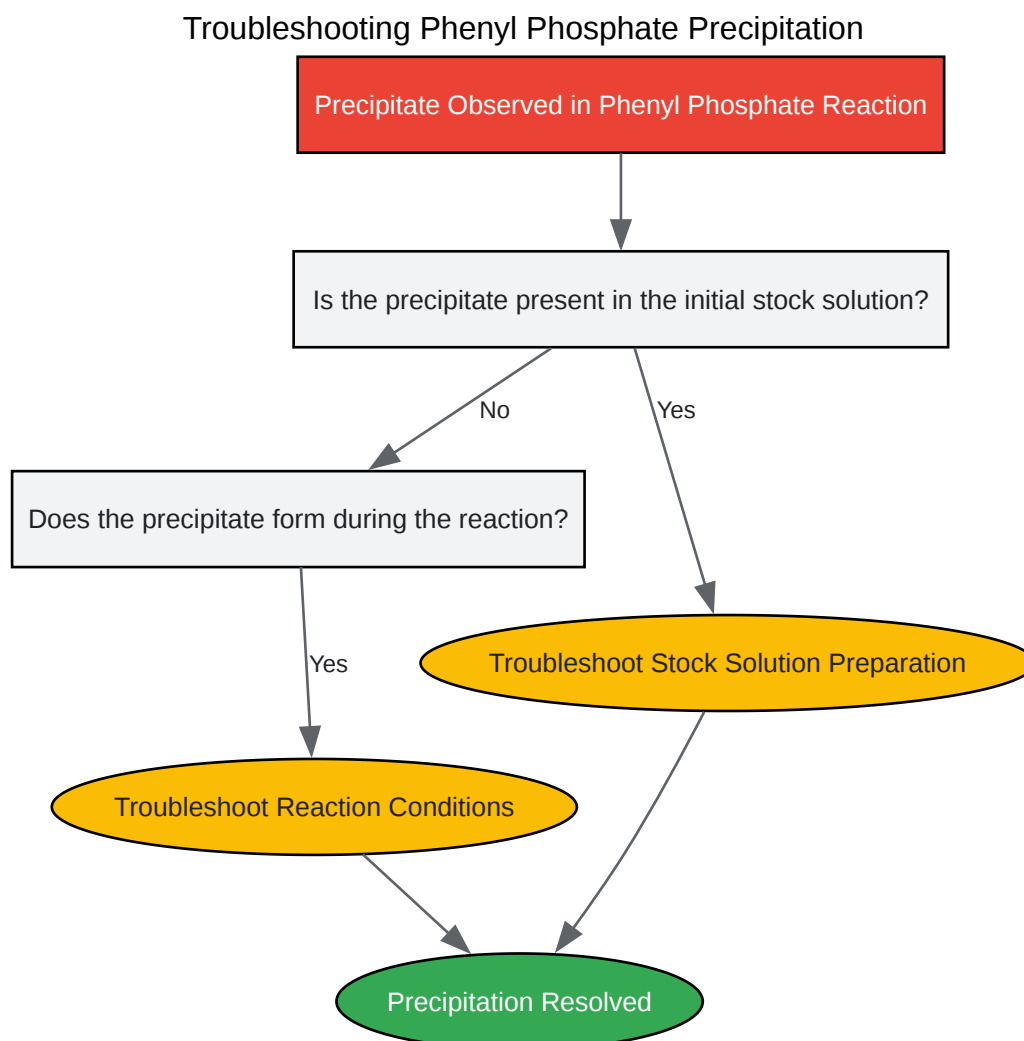 Troubleshooting Phenyl Phosphate Precipitation
Precipitate Observed in Phenyl Phosphate Reaction
Is the precipitate present in the initial stock solution?
No
Yes
Does the precipitate form during the reaction?
Yes
Troubleshoot Stock Solution Preparation
Troubleshoot Reaction Conditions
Precipitation Resolved